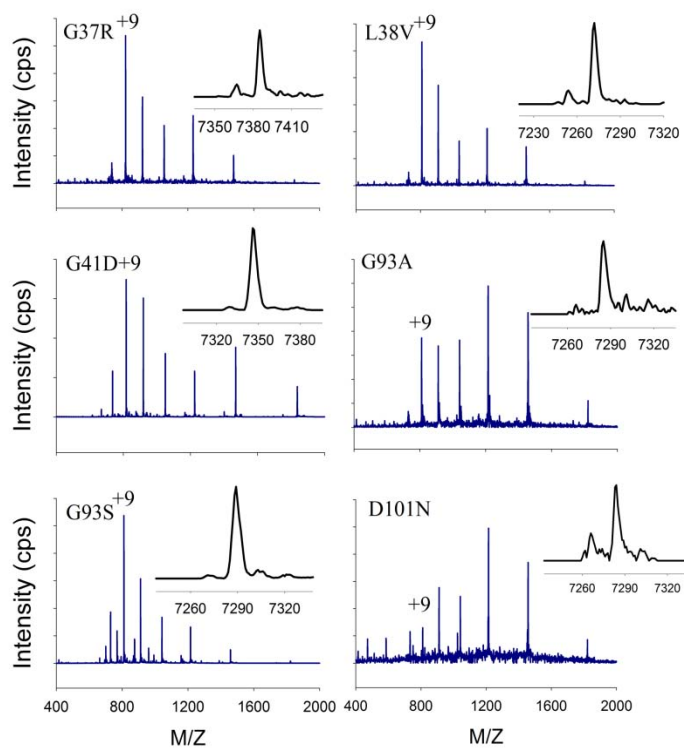 G37R
+9
Intensity (cps)
7350 7380 7410
L38V
+9
7230 7260 7290 7320
G41D+9
Intensity (cps)
7320 7350 7380
G93A
+9
7260 7290 7320
G93S
+9
Intensity (cps)
7260 7290 7320
400 800 1200 1600 2000
M/Z
D101N
+9
7260 7290 7320
400 800 1200 1600 2000
M/Z